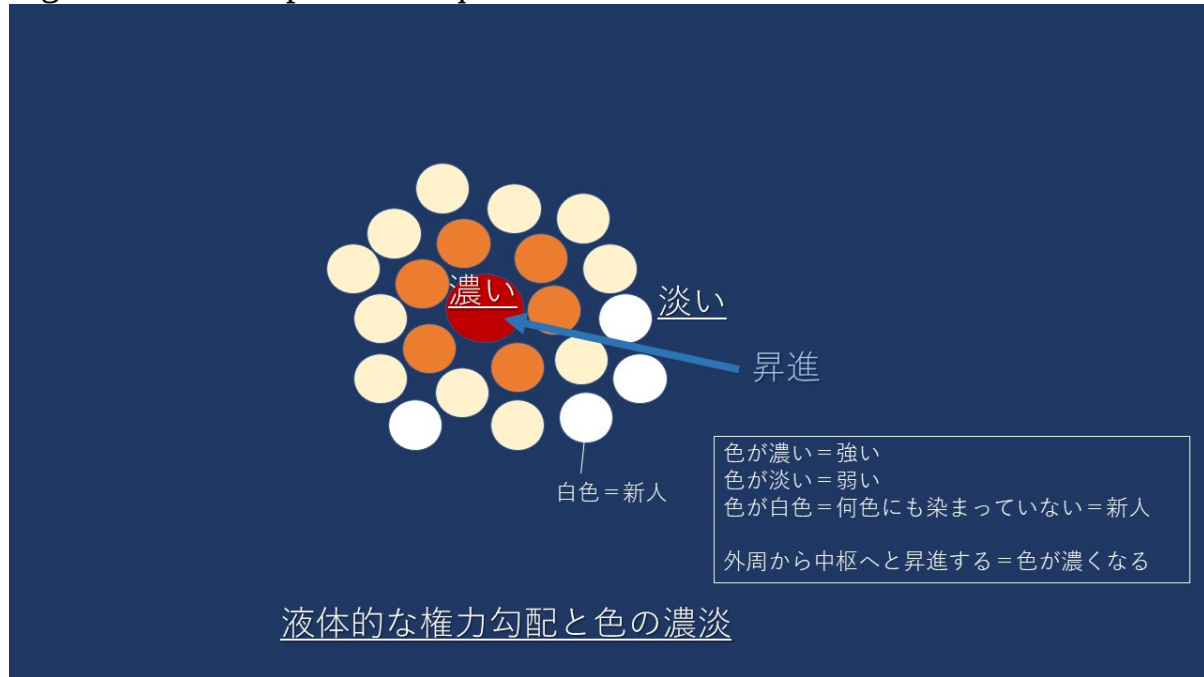 濃い
淡い
昇進
白色＝新人
色が濃い＝強い
色が淡い＝弱い
色が白色＝何色にも染まっていない＝新人
外周から中枢へと昇進する＝色が濃くなる
液体的な権力勾配と色の濃淡